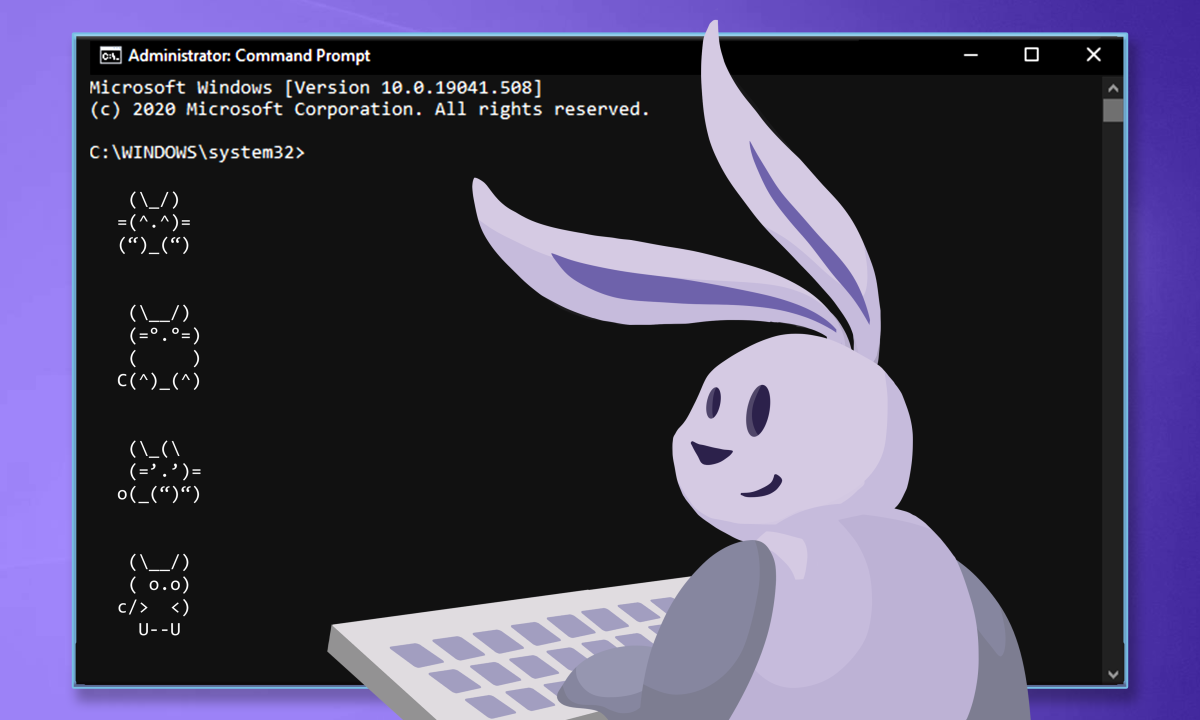 C:\. Administrator: Command Prompt
Microsoft Windows [Version 10.0.19041.508]
(c) 2020 Microsoft Corporation. All rights reserved.
C:\WINDOWS\system32>
(\_/)
=(^.^)=
(“)_(“)
(\__/)
(=°.°=)
(     )
C(^)_(^)
(\_(\
(=’.’)=
o(_(“)“)
(\__/)
( o.o)
c/>  <)
U--U